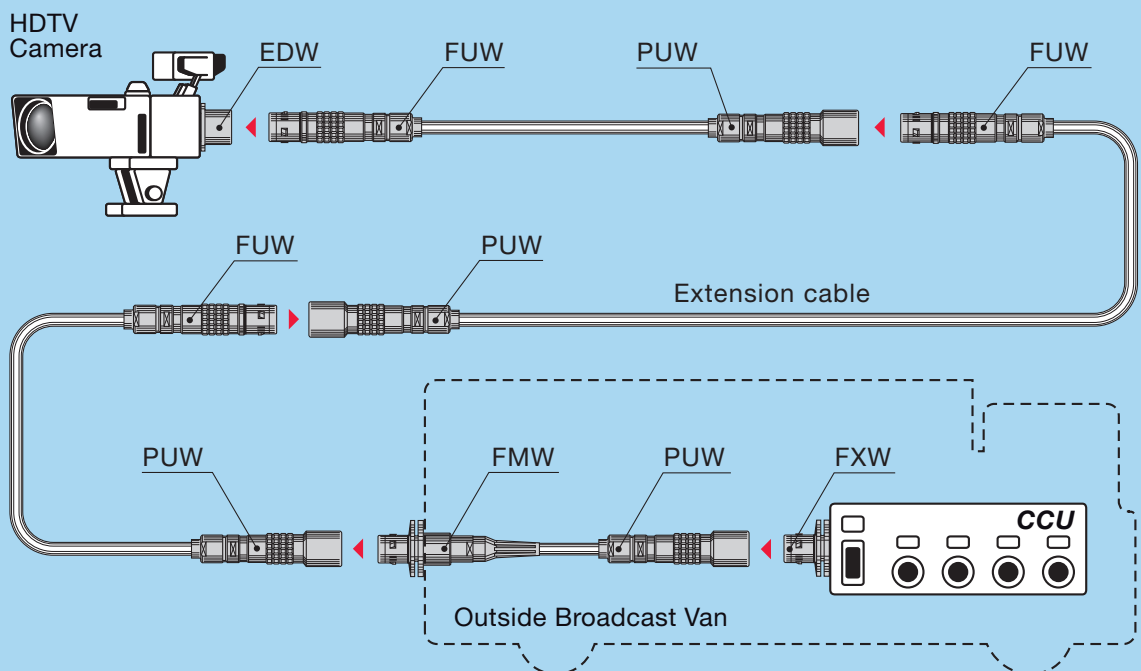 HDTV
Camera
EDW
FUW
PUW
FUW
FUW
PUW
Extension cable
PUW
FMW
PUW
FXW
CCU
Outside Broadcast Van